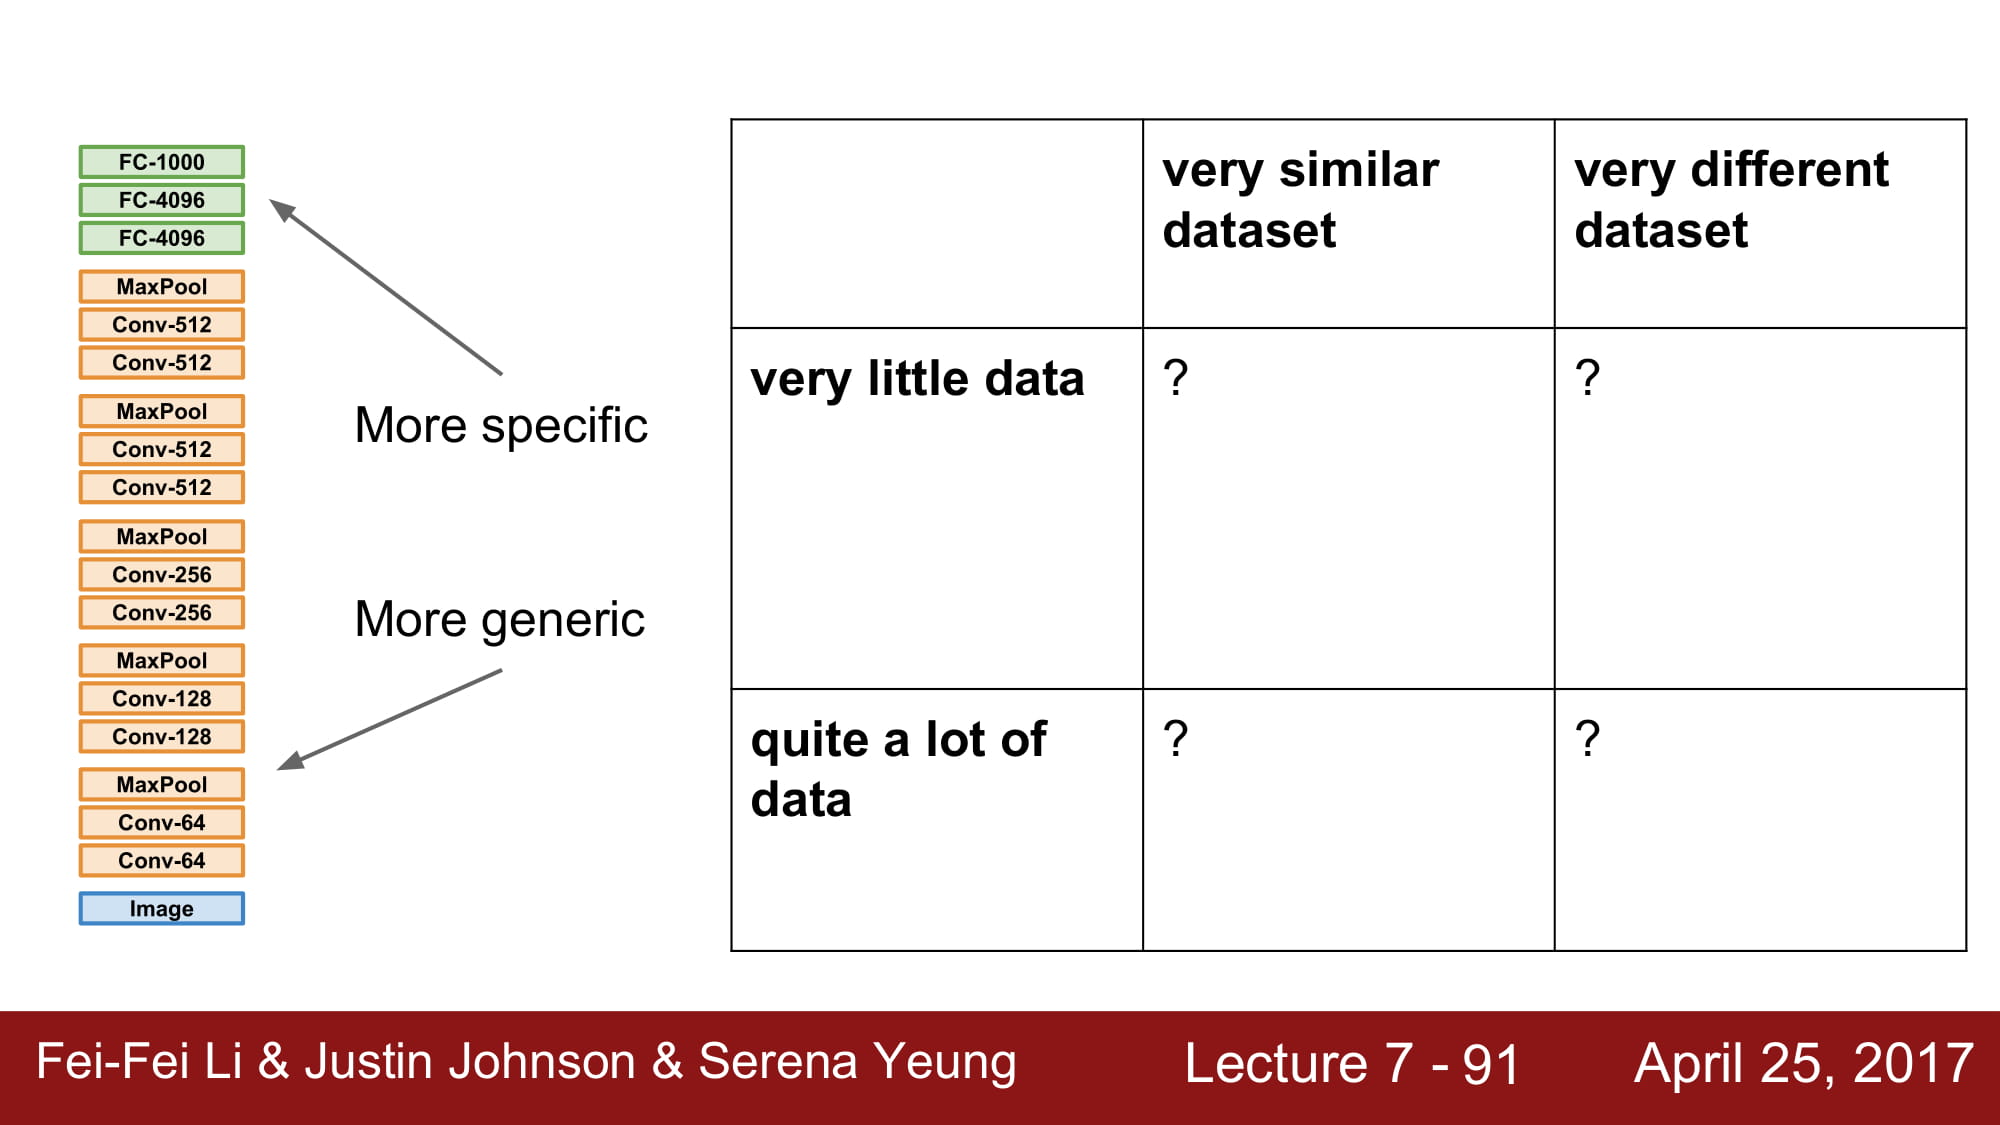 FC-1000
FC-4096
FC-4096
MaxPool
Conv-512
Conv-512
MaxPool
Conv-512
Conv-512
MaxPool
Conv-256
Conv-256
MaxPool
Conv-128
Conv-128
MaxPool
Conv-64
Conv-64
Image
More specific
More generic
very similar
dataset
very different
dataset
very little data
?
?
quite a lot of
data
?
?
Fei-Fei Li & Justin Johnson & Serena Yeung
Lecture 7 - 91
April 25, 2017